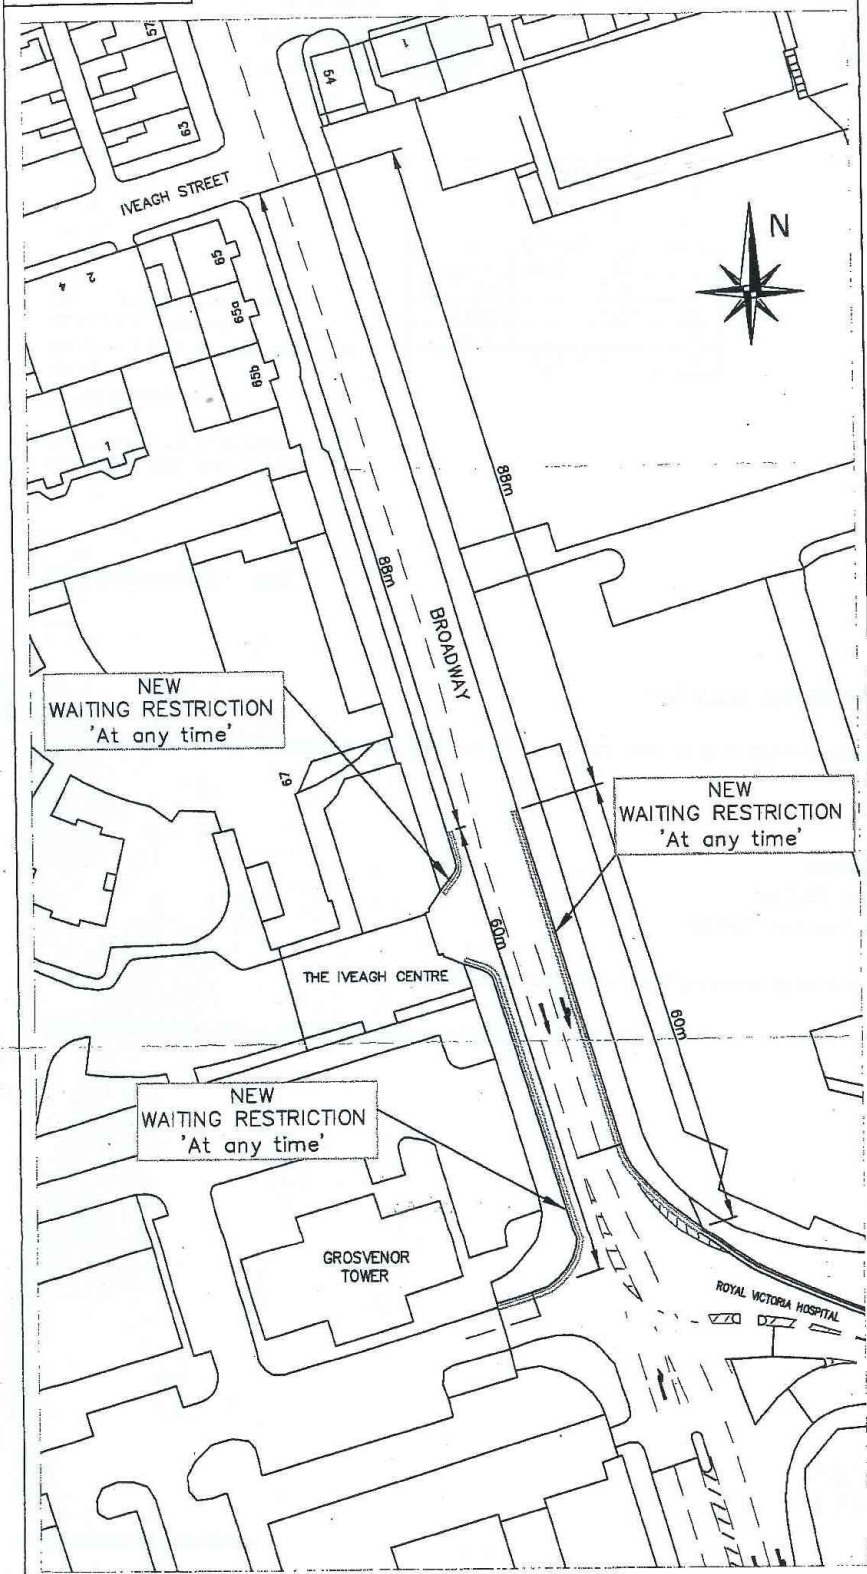 57
54
1
63
IVEAGH STREET
N
65
2
4
65a
65b
1
88m
88m
BROADWAY
NEW
WAITING RESTRICTION
'At any time'
67
NEW
WAITING RESTRICTION
'At any time'
60m
THE IVEAGH CENTRE
60m
NEW
WAITING RESTRICTION
'At any time'
GROSVENOR
TOWER
ROYAL VICTORIA HOSPITAL